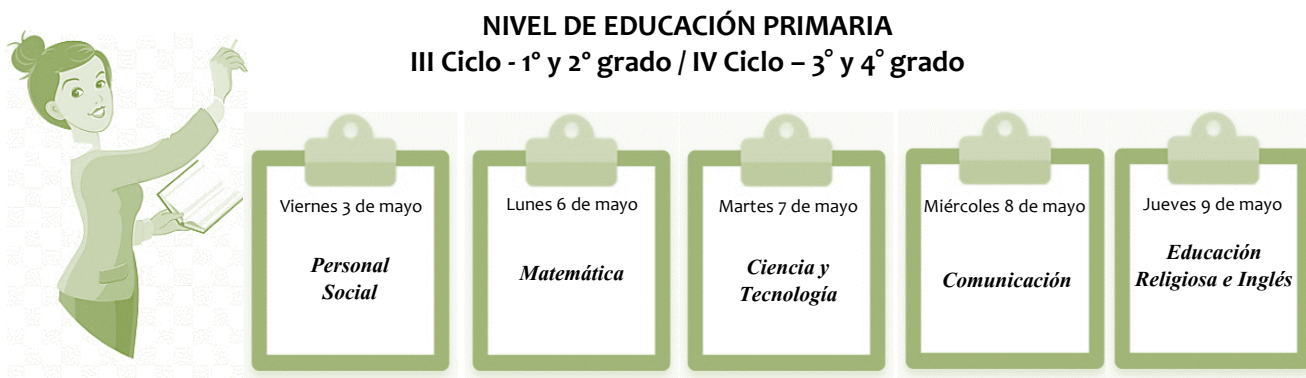 NIVEL DE EDUCACIÓN PRIMARIA
III Ciclo - 1° y 2° grado / IV Ciclo – 3° y 4° grado
Viernes 3 de mayo
Personal
Social
Lunes 6 de mayo
Matemática
Martes 7 de mayo
Ciencia y
Tecnología
Miércoles 8 de mayo
Comunicación
Jueves 9 de mayo
Educación
Religiosa e Inglés